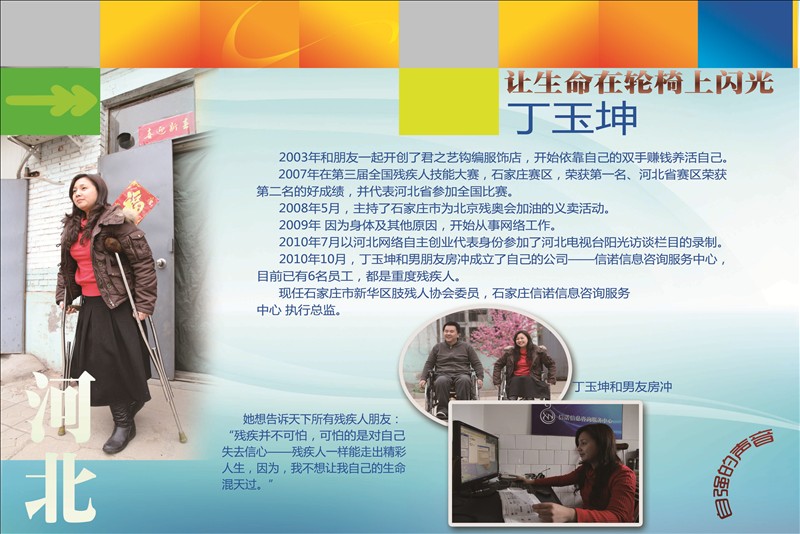 让生命在轮椅上闪光
丁玉坤
喜迎新年
福
2003年和朋友一起开创了君之艺钩编服饰店，开始依靠自己的双手赚钱养活自己。
2007年在第三届全国残疾人技能大赛，石家庄赛区，荣获第一名、河北省赛区荣获
第二名的好成绩，并代表河北省参加全国比赛。
2008年5月，主持了石家庄市为北京残奥会加油的义卖活动。
2009年 因为身体及其他原因，开始从事网络工作。
2010年7月以河北网络自主创业代表身份参加了河北电视台阳光访谈栏目的录制。
2010年10月，丁玉坤和男朋友房冲成立了自己的公司——信诺信息咨询服务中心，
目前已有6名员工，都是重度残疾人。
现任石家庄市新华区肢残人协会委员，石家庄信诺信息咨询服务
中心 执行总监。
丁玉坤和男友房冲
她想告诉天下所有残疾人朋友：
“残疾并不可怕，可怕的是对自己
失去信心——残疾人一样能走出精彩
人生，因为，我不想让我自己的生命
混天过。”
河北
自强的声音